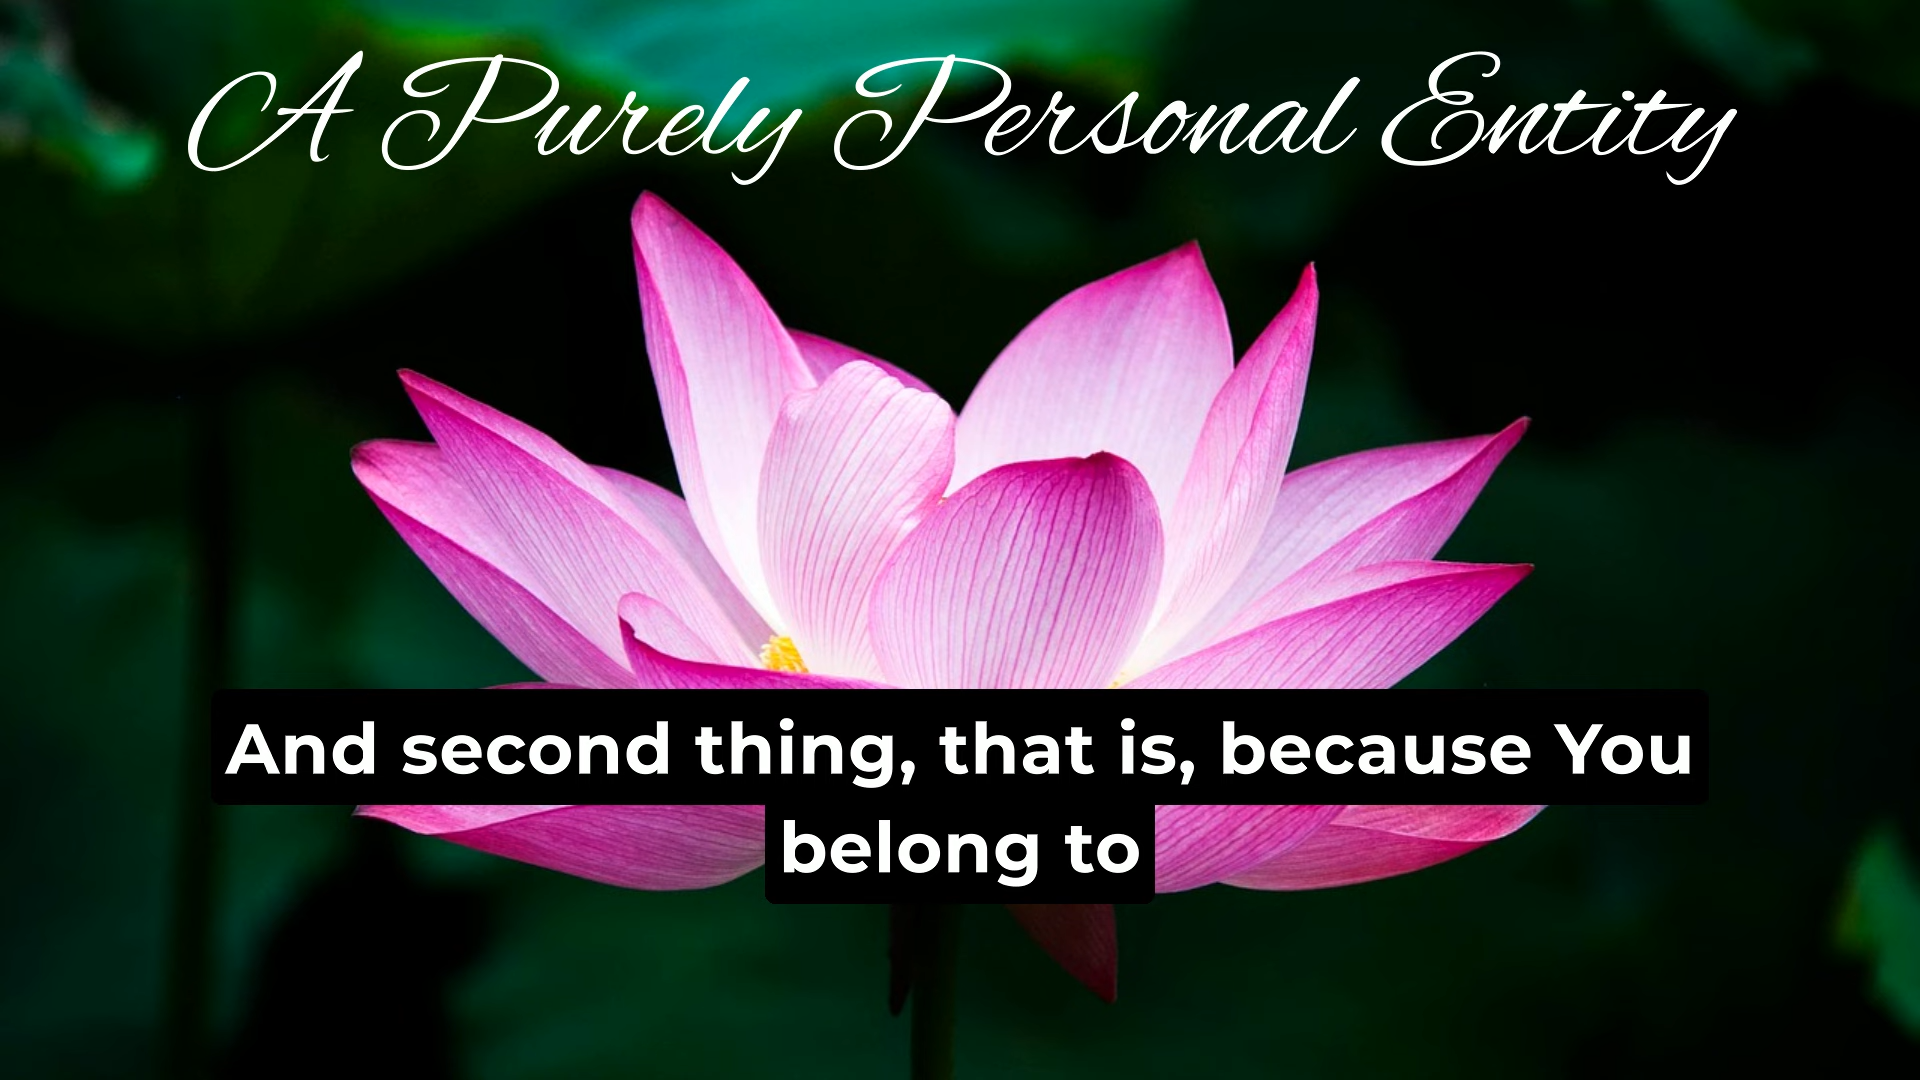 A Purely Personal Entity
And second thing, that is, because You
belong to